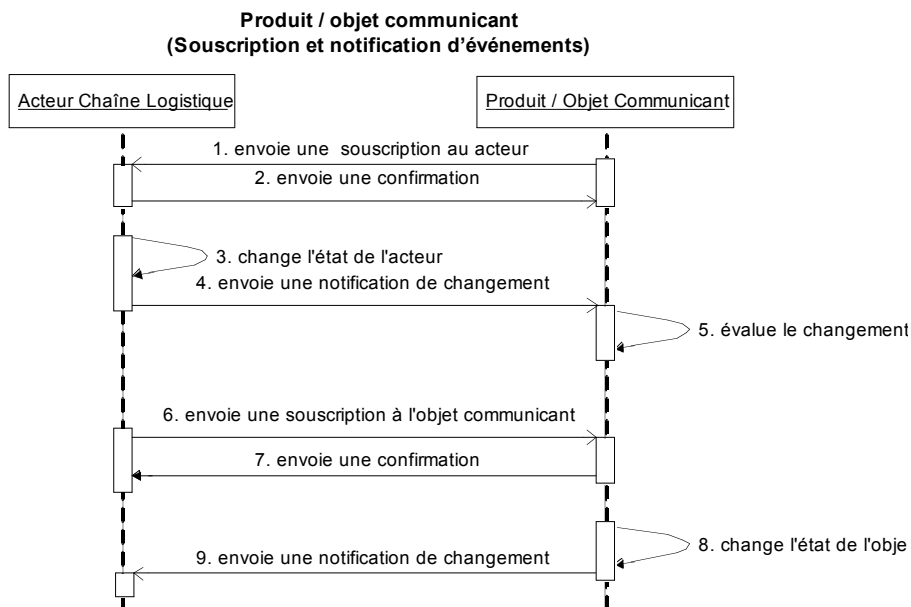 Produit / objet communicant
(Souscription et notification d'événements)
Acteur Chaîne Logistique
Produit / Objet Communicant
1. envoie une souscription au acteur
2. envoie une confirmation
3. change l'état de l'acteur
4. envoie une notification de changement
5. évalue le changement
6. envoie une souscription à l'objet communicant
7. envoie une confirmation
8. change l'état de l'obje
9. envoie une notification de changement